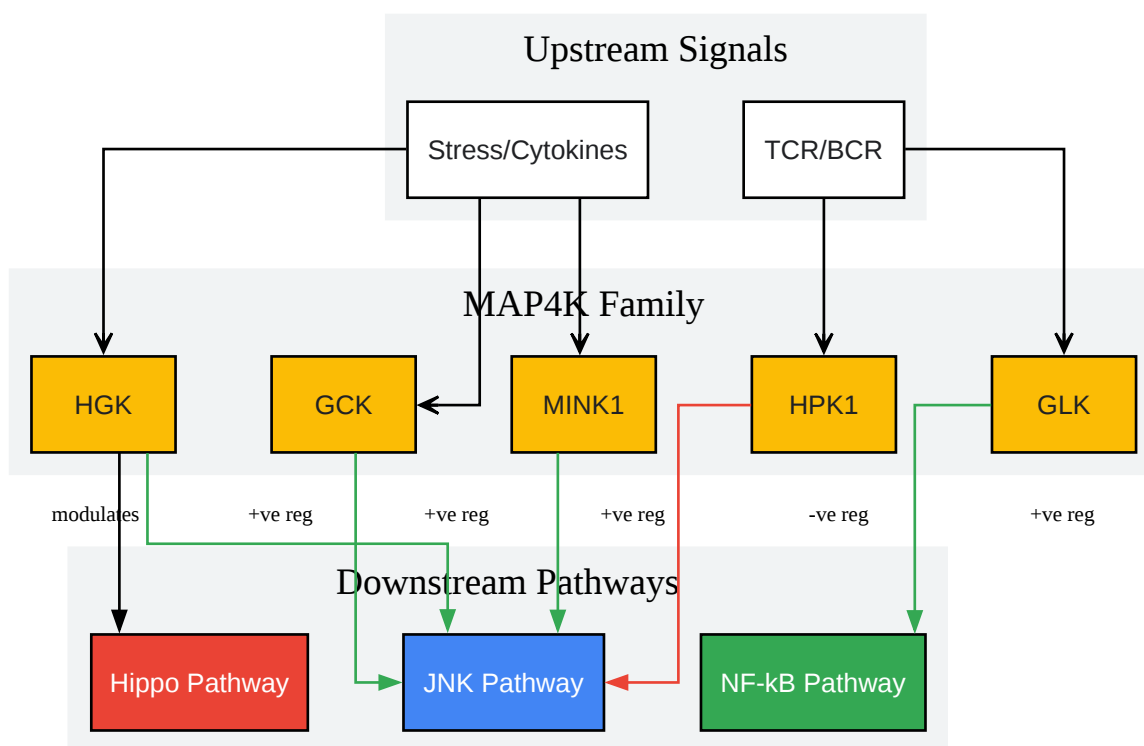 Upstream Signals
Stress/Cytokines
TCR/BCR
MAP4K Family
HGK
GCK
MINK1
HPK1
GLK
modulates
+ve reg
+ve reg
+ve reg
-ve reg
+ve reg
Downstream Pathways
Hippo Pathway
JNK Pathway
NF-kB Pathway